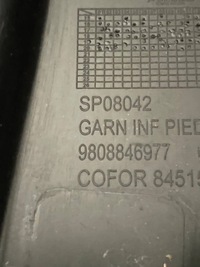 SP08042
GARN INF PIED
9808846977
COFOR 84515